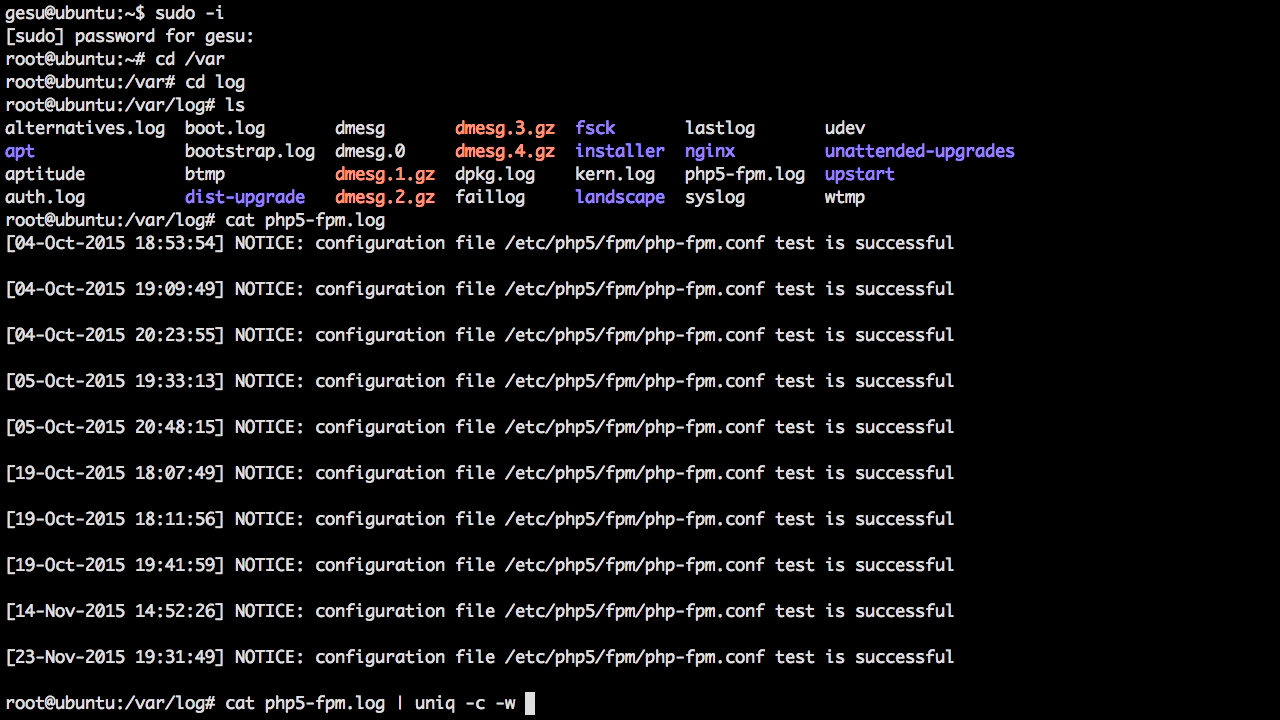 gesu@ubuntu:~$ sudo -i
[sudo] password for gesu:
root@ubuntu:~# cd /var
root@ubuntu:/var# cd log
root@ubuntu:/var/log# ls
alternatives.log  boot.log       dmesg       dmesg.3.gz  fsck       lastlog       udev
apt               bootstrap.log  dmesg.0     dmesg.4.gz  installer  nginx         unattended-upgrades
aptitude          btmp           dmesg.1.gz  dpkg.log    kern.log   php5-fpm.log  upstart
auth.log          dist-upgrade   dmesg.2.gz  faillog     landscape  syslog        wtmp
root@ubuntu:/var/log# cat php5-fpm.log
[04-Oct-2015 18:53:54] NOTICE: configuration file /etc/php5/fpm/php-fpm.conf test is successful
[04-Oct-2015 19:09:49] NOTICE: configuration file /etc/php5/fpm/php-fpm.conf test is successful
[04-Oct-2015 20:23:55] NOTICE: configuration file /etc/php5/fpm/php-fpm.conf test is successful
[05-Oct-2015 19:33:13] NOTICE: configuration file /etc/php5/fpm/php-fpm.conf test is successful
[05-Oct-2015 20:48:15] NOTICE: configuration file /etc/php5/fpm/php-fpm.conf test is successful
[19-Oct-2015 18:07:49] NOTICE: configuration file /etc/php5/fpm/php-fpm.conf test is successful
[19-Oct-2015 18:11:56] NOTICE: configuration file /etc/php5/fpm/php-fpm.conf test is successful
[19-Oct-2015 19:41:59] NOTICE: configuration file /etc/php5/fpm/php-fpm.conf test is successful
[14-Nov-2015 14:52:26] NOTICE: configuration file /etc/php5/fpm/php-fpm.conf test is successful
[23-Nov-2015 19:31:49] NOTICE: configuration file /etc/php5/fpm/php-fpm.conf test is successful
root@ubuntu:/var/log# cat php5-fpm.log | uniq -c -w